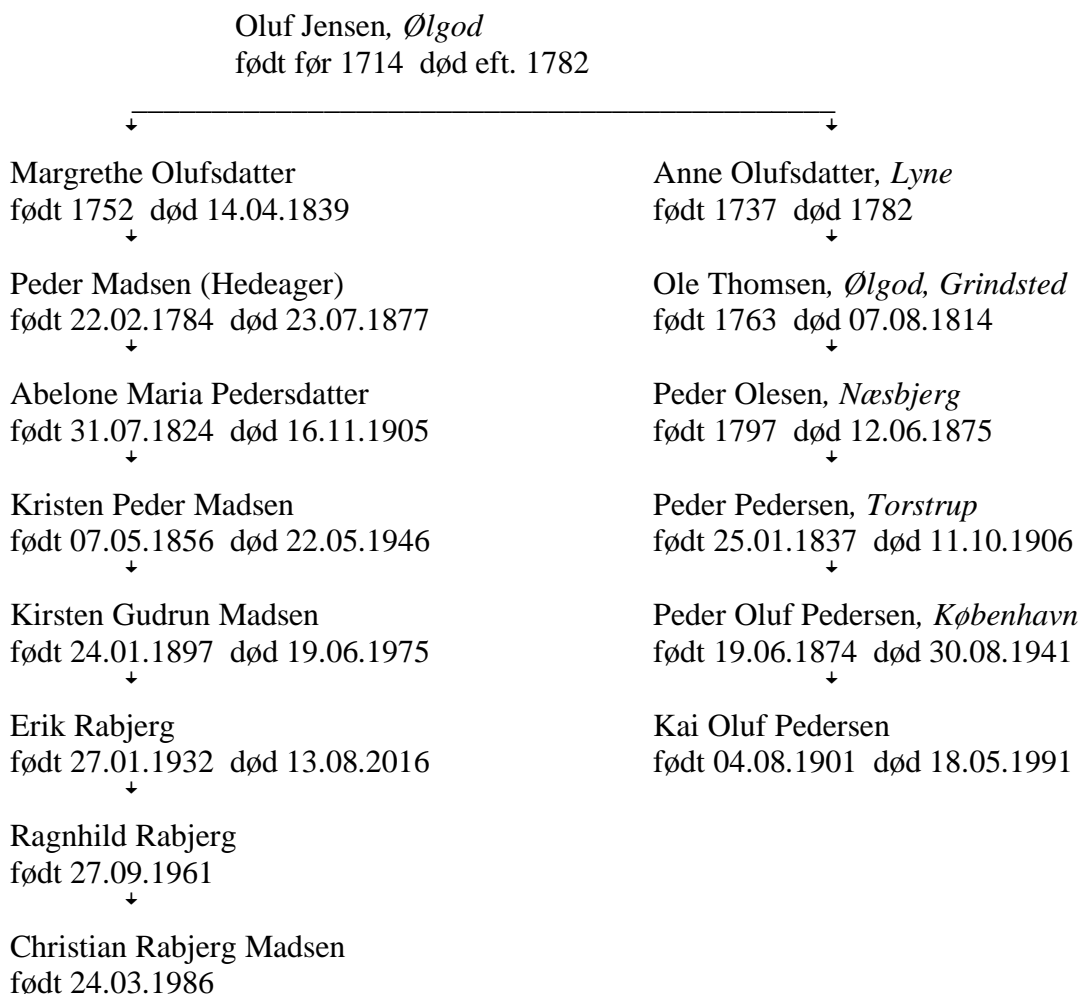 Oluf Jensen, Ølgod
født før 1714 død eft. 1782
Margrethe Olufsdatter
født 1752 død 14.04.1839
Anne Olufsdatter, Lyne
født 1737 død 1782
Peder Madsen (Hedeager)
født 22.02.1784 død 23.07.1877
Ole Thomsen, Ølgod, Grindsted
født 1763 død 07.08.1814
Abelone Maria Pedersdatter
født 31.07.1824 død 16.11.1905
Peder Olesen, Næsbjerg
født 1797 død 12.06.1875
Kristen Peder Madsen
født 07.05.1856 død 22.05.1946
Peder Pedersen, Torstrup
født 25.01.1837 død 11.10.1906
Kirsten Gudrun Madsen
født 24.01.1897 død 19.06.1975
Peder Oluf Pedersen, København
født 19.06.1874 død 30.08.1941
Erik Rabjerg
født 27.01.1932 død 13.08.2016
Kai Oluf Pedersen
født 04.08.1901 død 18.05.1991
Ragnhild Rabjerg
født 27.09.1961
Christian Rabjerg Madsen
født 24.03.1986